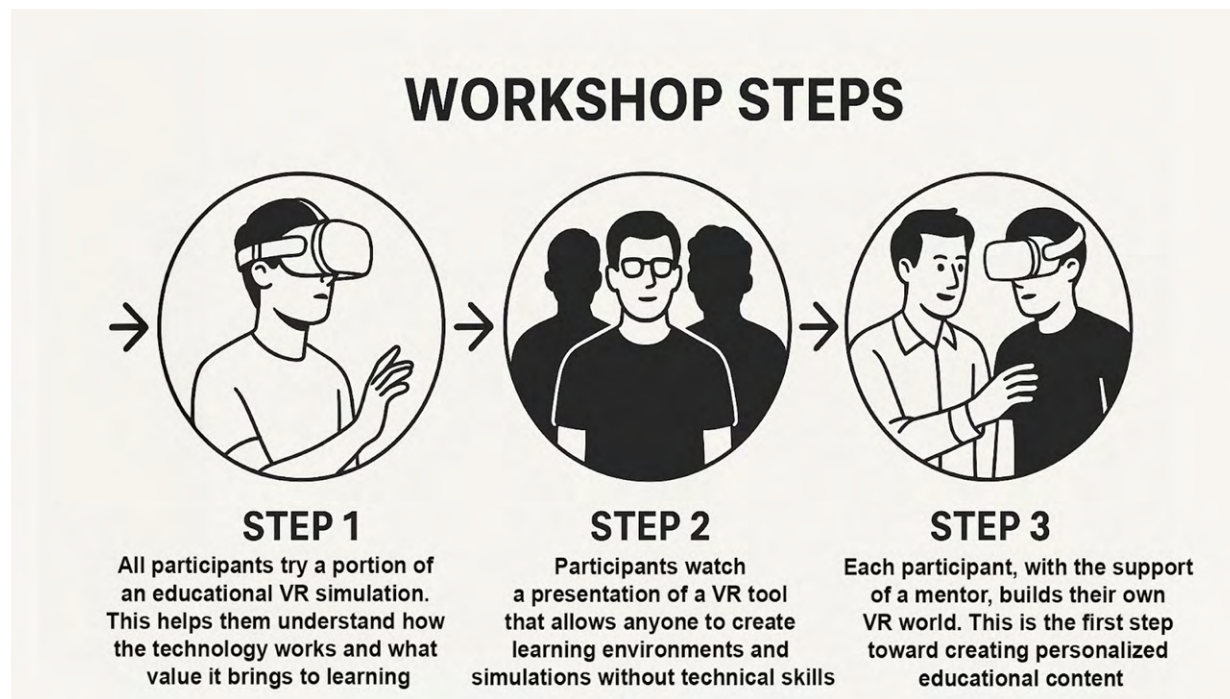 WORKSHOP STEPS
STEP 1
All participants try a portion of
an educational VR simulation.
This helps them understand how
the technology works and what
value it brings to learning
STEP 2
Participants watch
a presentation of a VR tool
that allows anyone to create
learning environments and
simulations without technical skills
STEP 3
Each participant, with the support
of a mentor, builds their own
VR world. This is the first step
toward creating personalized
educational content